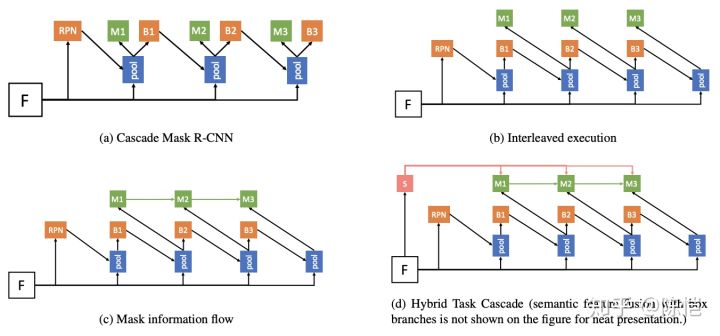 RPN M1 B1 M2 B2 M3 B3
pool pool pool
F
(a) Cascade Mask R-CNN
M1 M2 M3
RPN B1 B2 B3
pool pool pool pool
F
(b) Interleaved execution
M1 M2 M3
RPN B1 B2 B3
pool pool pool pool
F
(c) Mask information flow
S M1 M2 M3
RPN B1 B2 B3
pool pool pool pool
F
(d) Hybrid Task Cascade (semantic feature fusion with box
branches is not shown on the figure for neat presentation.)
知乎 @陈恺